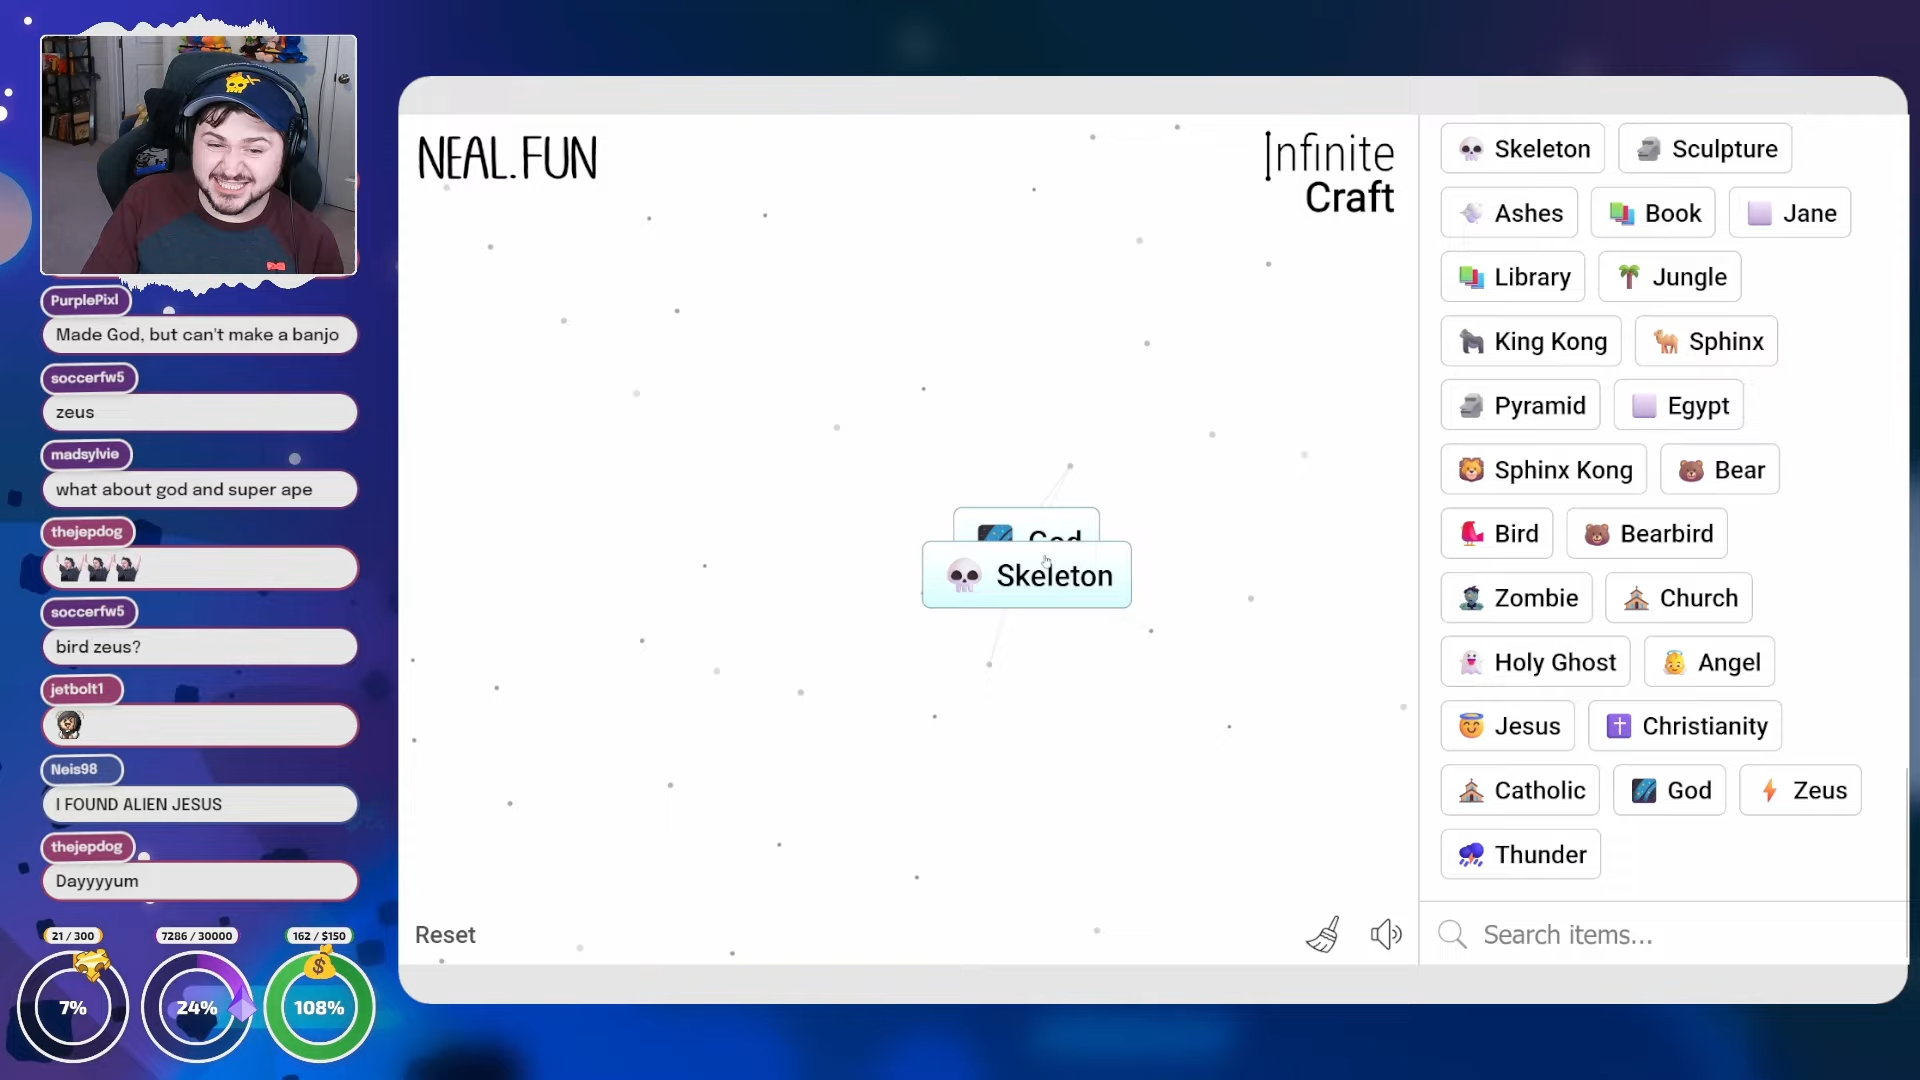 PurplePixl
Made God, but can't make a banjo
soccerfw5
zeus
madsylvie
what about god and super ape
thejepdog
soccerfw5
bird zeus?
jetbolt1
Neis98
I FOUND ALIEN JESUS
thejepdog
Dayyyyum
21 / 300
7286 / 30000
162 / $150
7%
24%
108%
NEAL.FUN
Infinite
Craft
God
Skeleton
Reset
Skeleton
Sculpture
Ashes
Book
Jane
Library
Jungle
King Kong
Sphinx
Pyramid
Egypt
Sphinx Kong
Bear
Bird
Bearbird
Zombie
Church
Holy Ghost
Angel
Jesus
Christianity
Catholic
God
Zeus
Thunder
Search items...